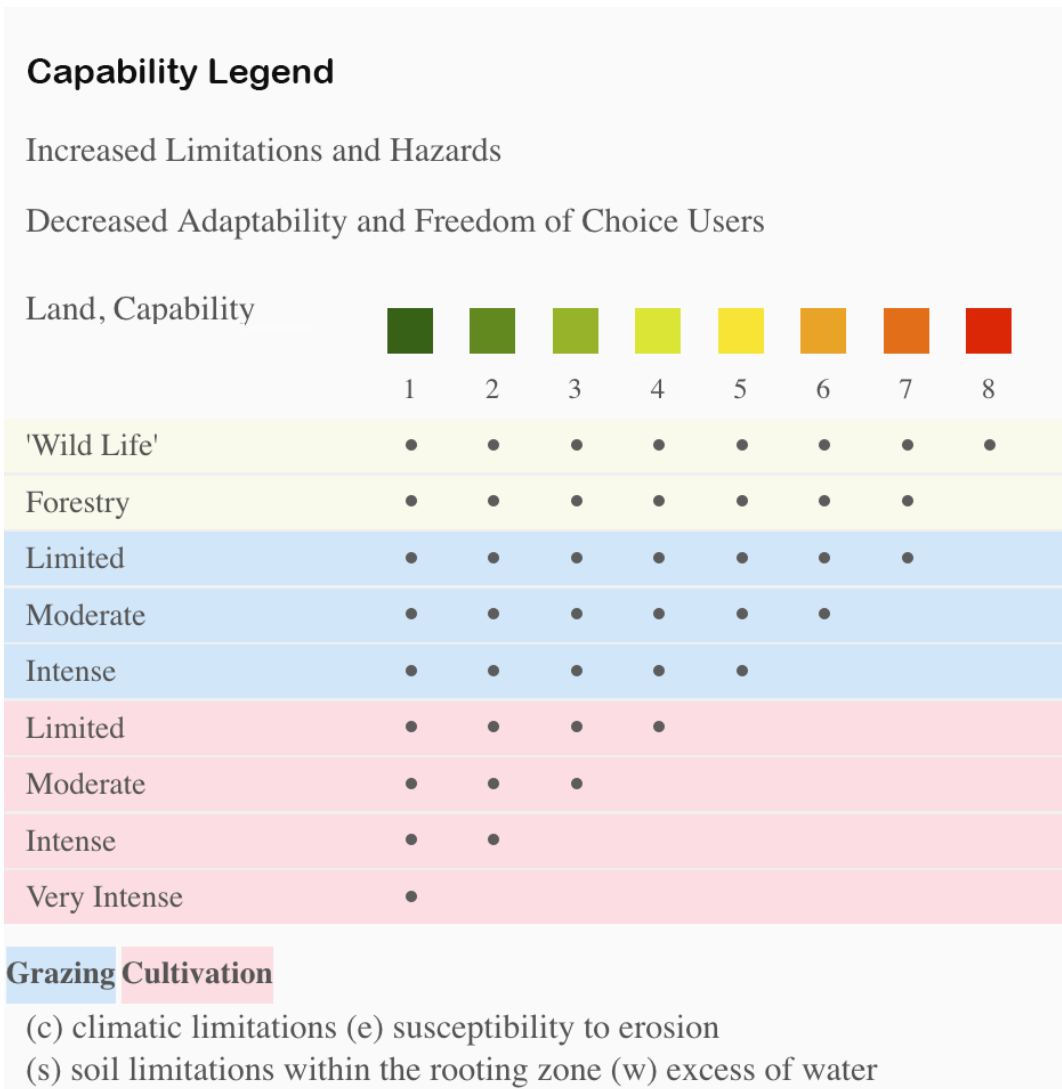 Capability Legend
Increased Limitations and Hazards
Decreased Adaptability and Freedom of Choice Users
Land, Capability
1 2 3 4 5 6 7 8
'Wild Life'
Forestry
Limited
Moderate
Intense
Limited
Moderate
Intense
Very Intense
Grazing Cultivation
(c) climatic limitations (e) susceptibility to erosion
(s) soil limitations within the rooting zone (w) excess of water